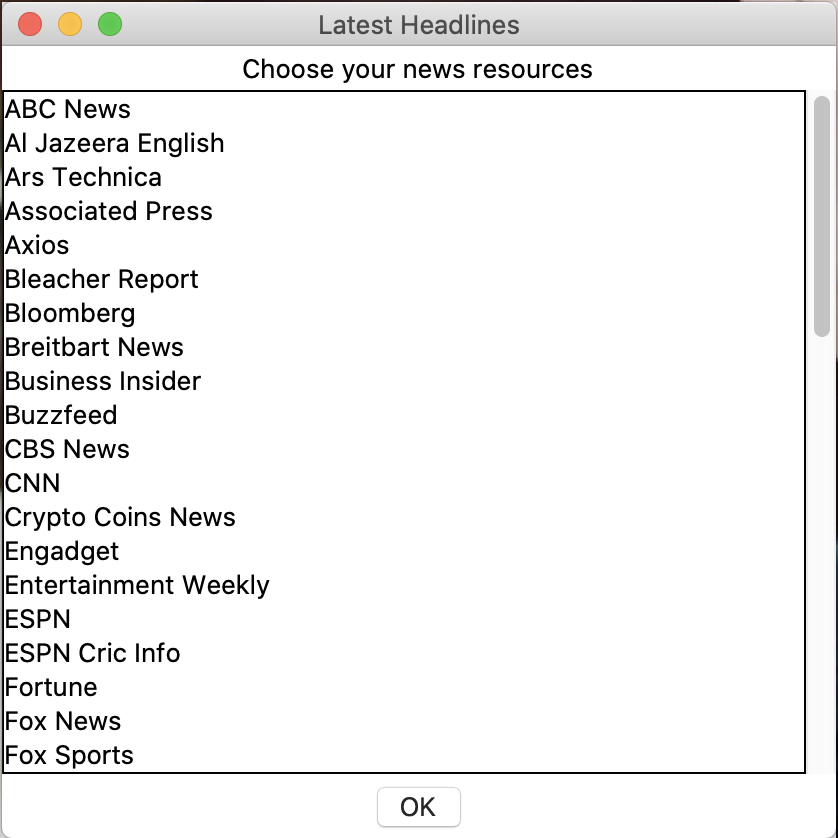 Latest Headlines
Choose your news resources
ABC News
Al Jazeera English
Ars Technica
Associated Press
Axios
Bleacher Report
Bloomberg
Breitbart News
Business Insider
Buzzfeed
CBS News
CNN
Crypto Coins News
Engadget
Entertainment Weekly
ESPN
ESPN Cric Info
Fortune
Fox News
Fox Sports
OK